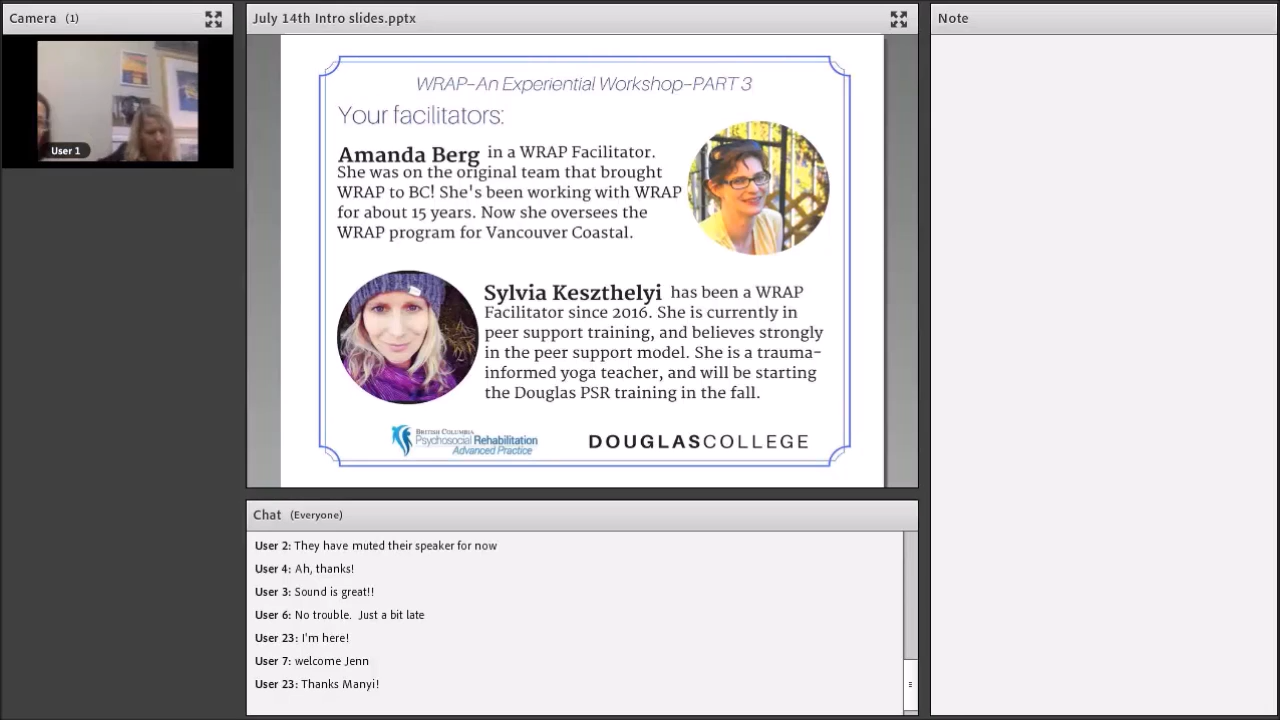 Camera (1)
User 1
July 14th Intro slides.pptx
WRAP-An Experiential Workshop-PART 3
Your facilitators:
Amanda Berg in a WRAP Facilitator.
She was on the original team that brought
WRAP to BC! She's been working with WRAP
for about 15 years. Now she oversees the
WRAP program for Vancouver Coastal.
Sylvia Keszthelyi has been a WRAP
Facilitator since 2016. She is currently in
peer support training, and believes strongly
in the peer support model. She is a trauma-
informed yoga teacher, and will be starting
the Douglas PSR training in the fall.
BRITISH COLUMBIA
Psychosocial Rehabilitation
Advanced Practice
DOUGLASCOLLEGE
Chat (Everyone)
User 2: They have muted their speaker for now
User 4: Ah, thanks!
User 3: Sound is great!!
User 6: No trouble. Just a bit late
User 23: I'm here!
User 7: welcome Jenn
User 23: Thanks Manyi!
Note